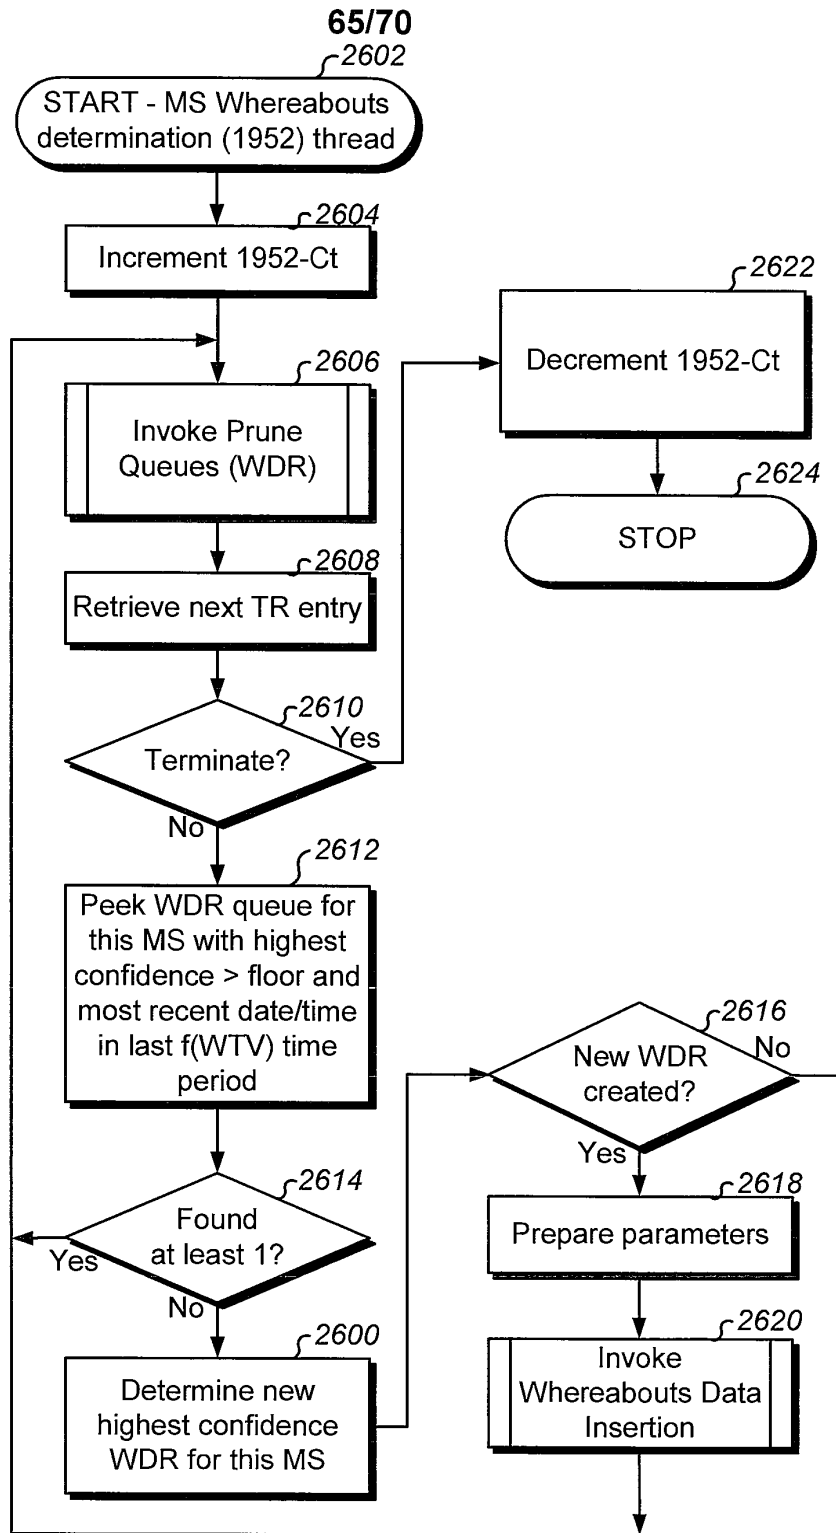 65/70
2602
START - MS Whereabouts
determination (1952) thread
2604
Increment 1952-Ct
2606
Invoke Prune
Queues (WDR)
2608
Retrieve next TR entry
2610
Terminate?
Yes
No
2622
Decrement 1952-Ct
2624
STOP
2612
Peek WDR queue for
this MS with highest
confidence > floor and
most recent date/time
in last f(WTV) time
period
2614
Found
at least 1?
Yes
No
2600
Determine new
highest confidence
WDR for this MS
2616
New WDR
created?
No
Yes
2618
Prepare parameters
2620
Invoke
Whereabouts Data
Insertion